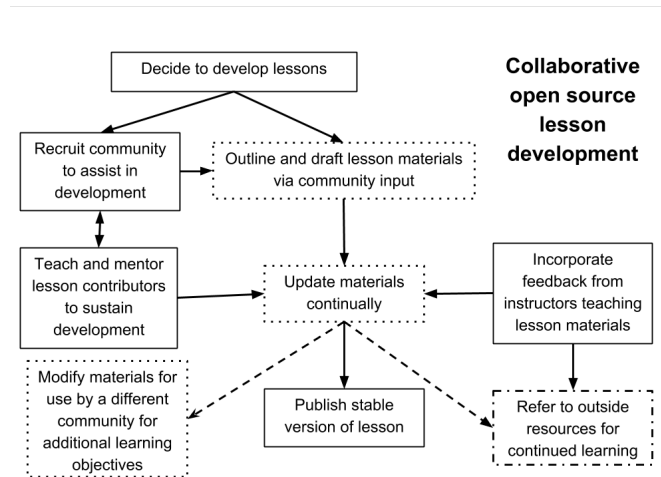 Collaborative
open source
lesson
development
Decide to develop lessons
Recruit community
to assist in
development
Outline and draft lesson materials
via community input
Teach and mentor
lesson contributors
to sustain
development
Update materials
continually
Incorporate
feedback from
instructors teaching
lesson materials
Modify materials for
use by a different
community for
additional learning
objectives
Publish stable
version of lesson
Refer to outside
resources for
continued learning